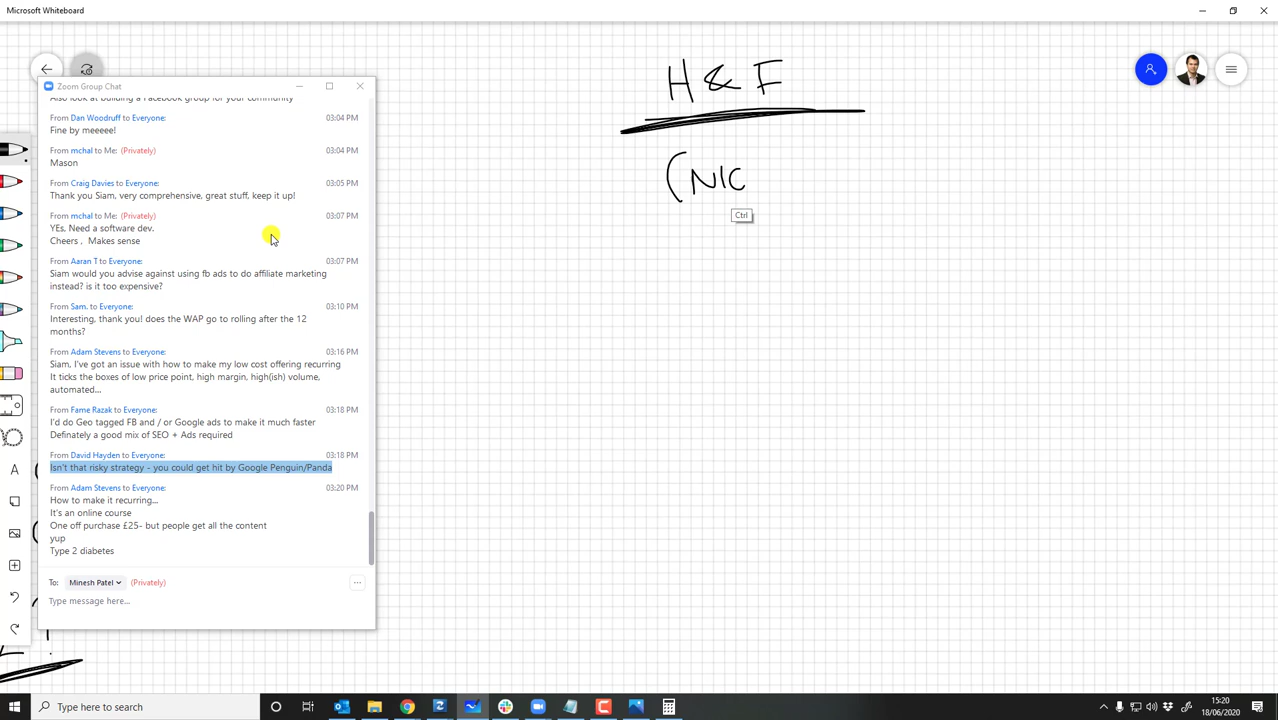 Microsoft Whiteboard
Zoom Group Chat
Also look at building a Facebook group for your community
From Dan Woodruff to Everyone: 03:04 PM
Fine by meeeee!
From mchal to Me: (Privately) 03:04 PM
Mason
From Craig Davies to Everyone: 03:05 PM
Thank you Siam, very comprehensive, great stuff, keep it up!
From mchal to Me: (Privately) 03:07 PM
YEs, Need a software dev.
Cheers , Makes sense
From Aaran T to Everyone: 03:07 PM
Siam would you advise against using fb ads to do affiliate marketing
instead? is it too expensive?
From Sam. to Everyone: 03:10 PM
Interesting, thank you! does the WAP go to rolling after the 12
months?
From Adam Stevens to Everyone: 03:16 PM
Siam, I've got an issue with how to make my low cost offering recurring
It ticks the boxes of low price point, high margin, high(ish) volume,
automated...
From Fame Razak to Everyone: 03:18 PM
I'd do Geo tagged FB and / or Google ads to make it much faster
Definately a good mix of SEO + Ads required
From David Hayden to Everyone: 03:18 PM
Isn't that risky strategy - you could get hit by Google Penguin/Panda
From Adam Stevens to Everyone: 03:20 PM
How to make it recurring...
It's an online course
One off purchase £25- but people get all the content
yup
Type 2 diabetes
To: Minesh Patel (Privately)
Type message here...
H & F
(NIC
Ctrl
A
Type here to search
15:20
18/06/2020